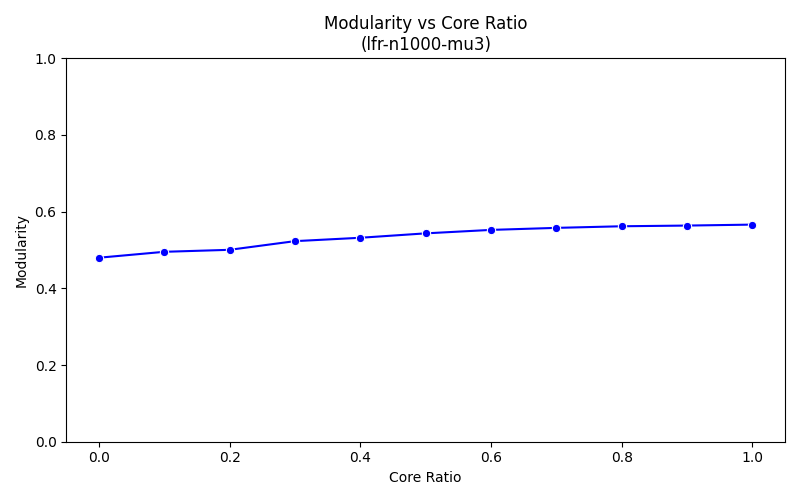 Modularity vs Core Ratio
(lfr-n1000-mu3)
1.0
0.8
0.6
0.4
0.2
0.0
Modularity
0.0 0.2 0.4 0.6 0.8 1.0
Core Ratio